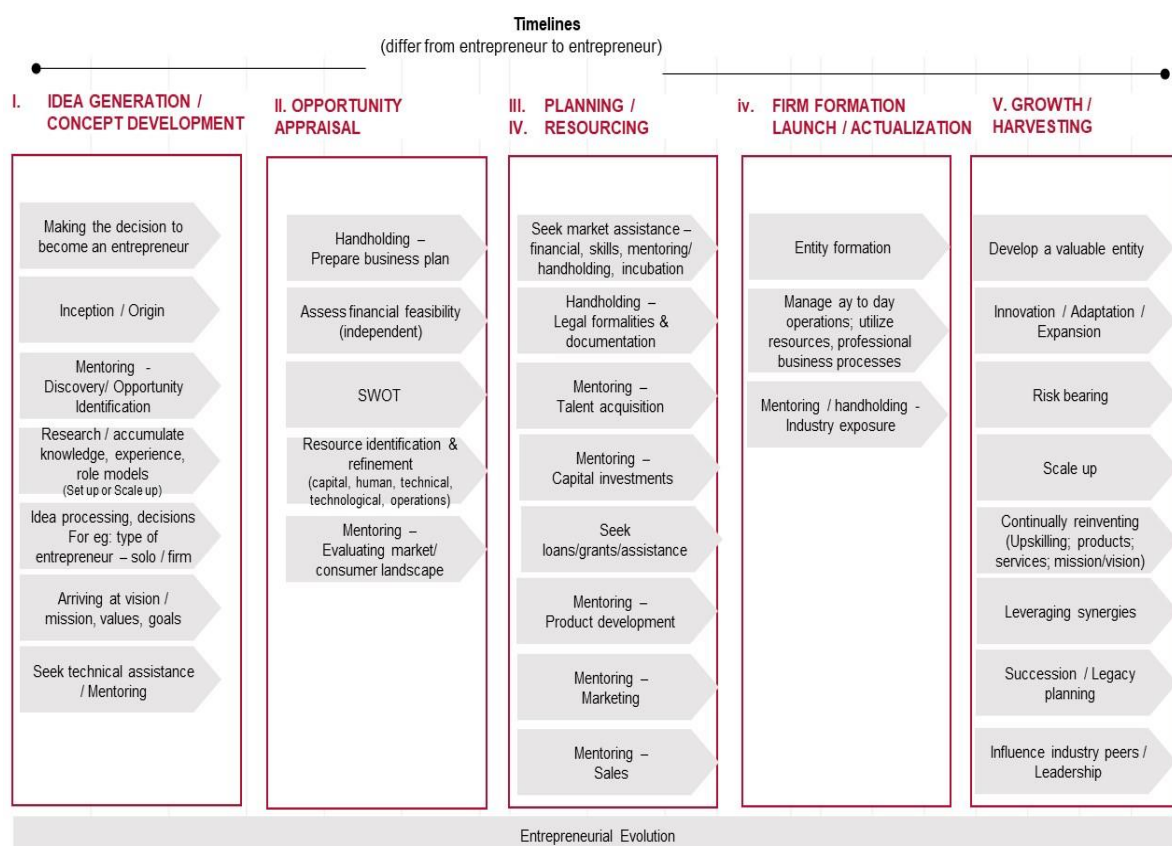 Timelines
(differ from entrepreneur to entrepreneur)
I. IDEA GENERATION /
CONCEPT DEVELOPMENT
Making the decision to
become an entrepreneur
Inception / Origin
Mentoring -
Discovery/ Opportunity
Identification
Research / accumulate
knowledge, experience,
role models
(Set up or Scale up)
Idea processing, decisions
For eg: type of
entrepreneur – solo / firm
Arriving at vision /
mission, values, goals
Seek technical assistance
/ Mentoring
II. OPPORTUNITY
APPRAISAL
Handholding –
Prepare business plan
Assess financial feasibility
(independent)
SWOT
Resource identification &
refinement
(capital, human, technical,
technological, operations)
Mentoring –
Evaluating market/
consumer landscape
III. PLANNING /
IV. RESOURCING
Seek market assistance –
financial, skills, mentoring/
handholding, incubation
Handholding –
Legal formalities &
documentation
Mentoring –
Talent acquisition
Mentoring –
Capital investments
Seek
loans/grants/assistance
Mentoring –
Product development
Mentoring –
Marketing
Mentoring –
Sales
iv. FIRM FORMATION
LAUNCH / ACTUALIZATION
Entity formation
Manage ay to day
operations; utilize
resources, professional
business processes
Mentoring / handholding -
Industry exposure
V. GROWTH /
HARVESTING
Develop a valuable entity
Innovation / Adaptation /
Expansion
Risk bearing
Scale up
Continually reinventing
(Upskilling; products;
services; mission/vision)
Leveraging synergies
Succession / Legacy
planning
Influence industry peers /
Leadership
Entrepreneurial Evolution